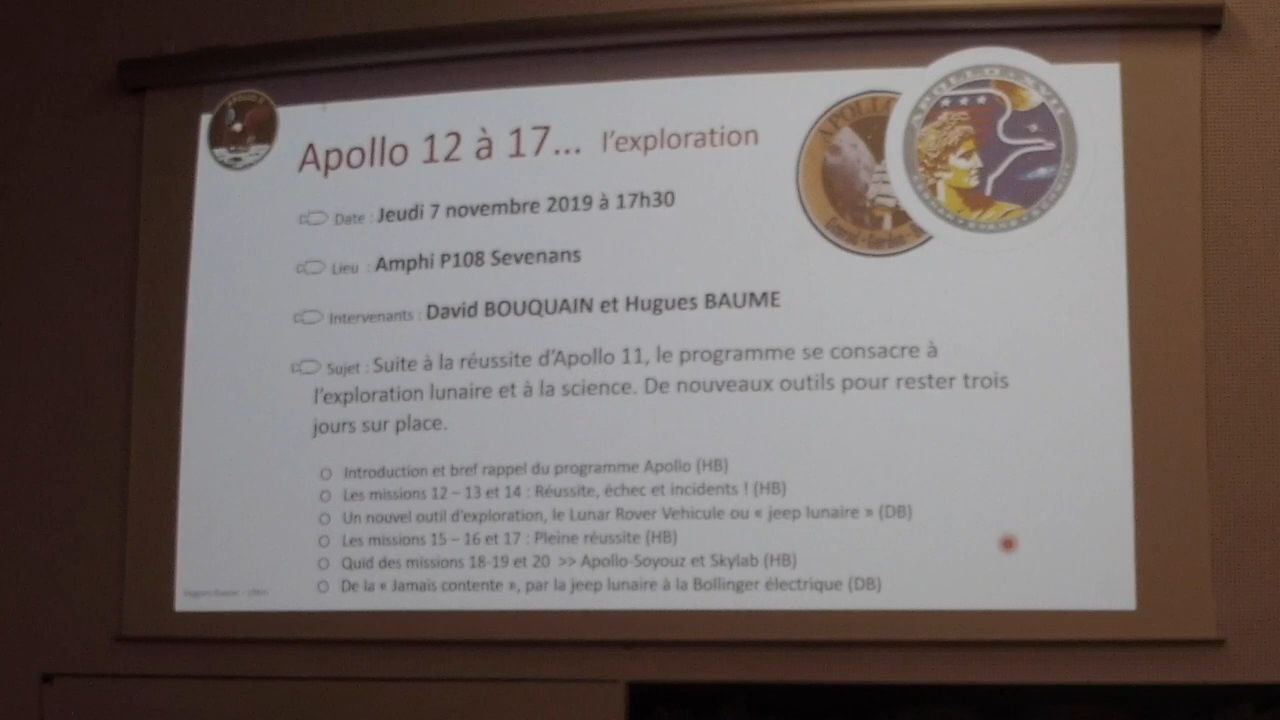 Apollo 12 à 17... l'exploration
APOLLO
APOLLO XVII
Date : Jeudi 7 novembre 2019 à 17h30
Conrad · Gordon ·
Lieu : Amphi P108 Sevenans
Intervenants : David BOUQUAIN et Hugues BAUME
Sujet : Suite à la réussite d'Apollo 11, le programme se consacre à
l'exploration lunaire et à la science. De nouveaux outils pour rester trois
jours sur place.
Introduction et bref rappel du programme Apollo (HB)
Les missions 12 – 13 et 14 : Réussite, échec et incidents ! (HB)
Un nouvel outil d'exploration, le Lunar Rover Vehicule ou « jeep lunaire » (DB)
Les missions 15 – 16 et 17 : Pleine réussite (HB)
Quid des missions 18-19 et 20 >> Apollo-Soyouz et Skylab (HB)
De la « Jamais contente », par la jeep lunaire à la Bollinger électrique (DB)